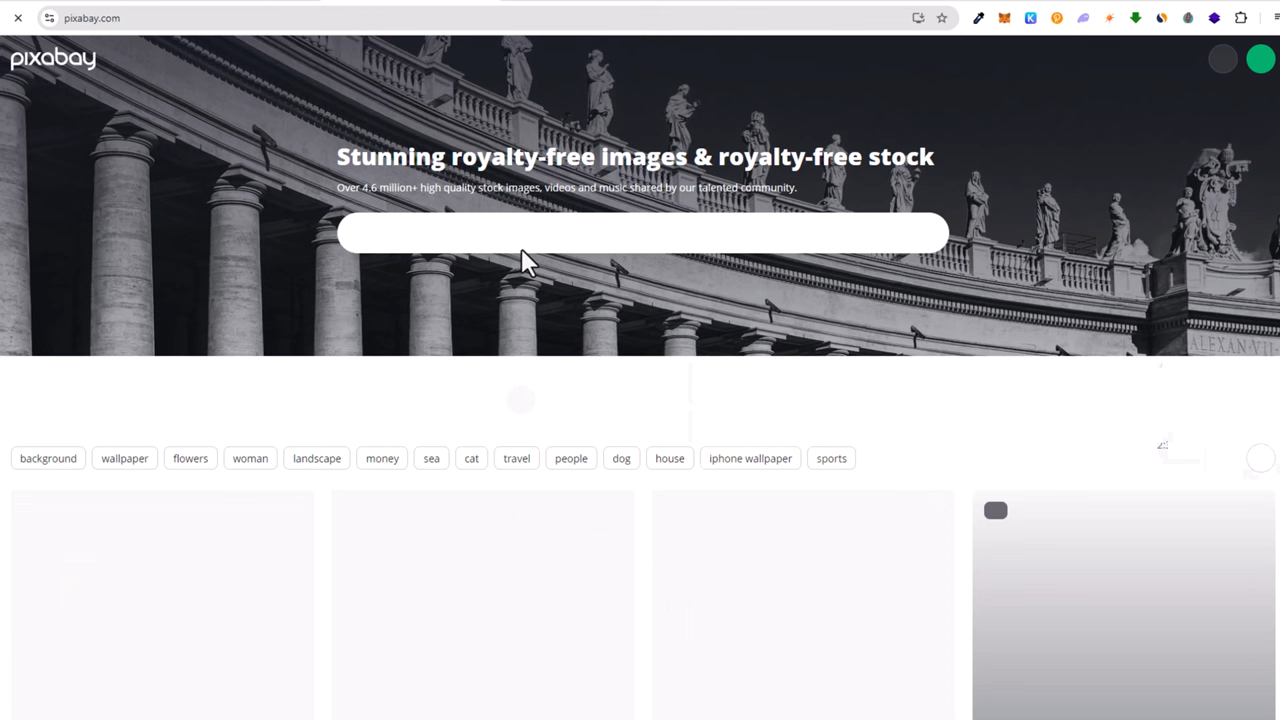 pixabay.com
pixabay
Stunning royalty-free images & royalty-free stock
Over 4.6 million+ high quality stock images, videos and music shared by our talented community.
ALEXAN·VII·
background
wallpaper
flowers
woman
landscape
money
sea
cat
travel
people
dog
house
iphone wallpaper
sports